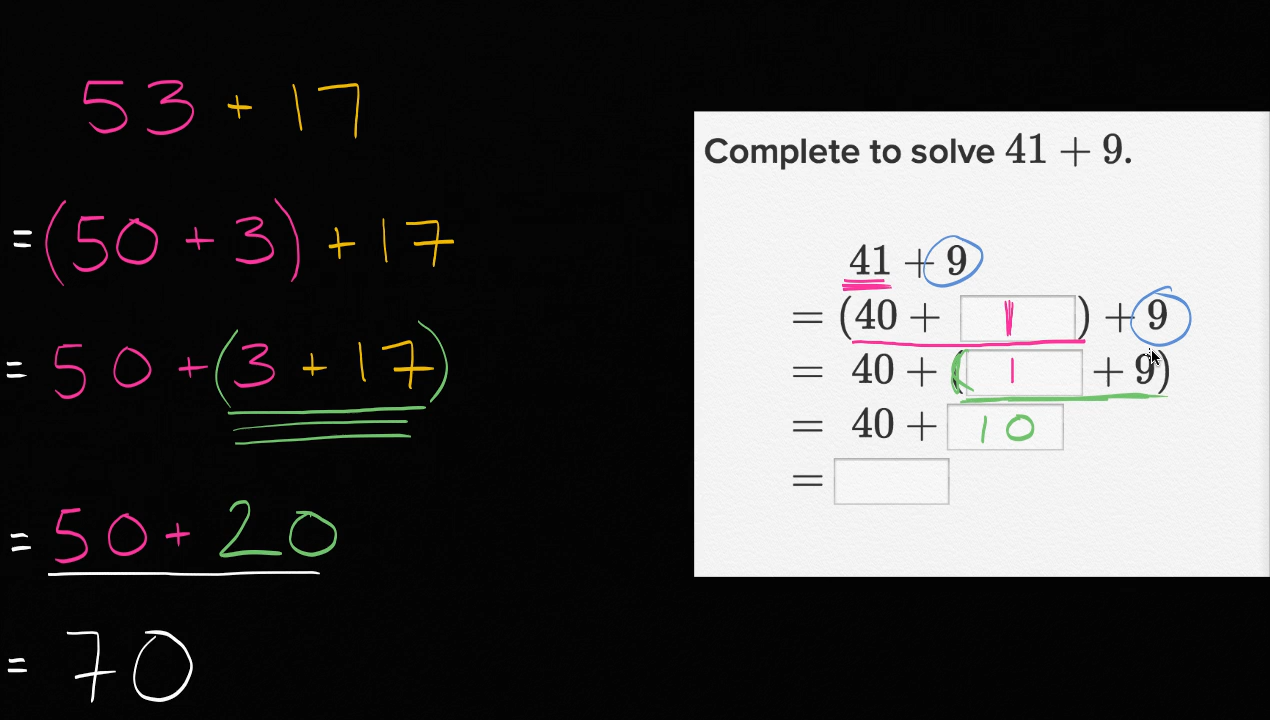 53 + 17
= (50 + 3) + 17
= 50 + (3 + 17)
= 50 + 20
= 70
Complete to solve 41 + 9.
41 + 9
= (40 + 1) + 9
= 40 + (1 + 9)
= 40 + 10
=